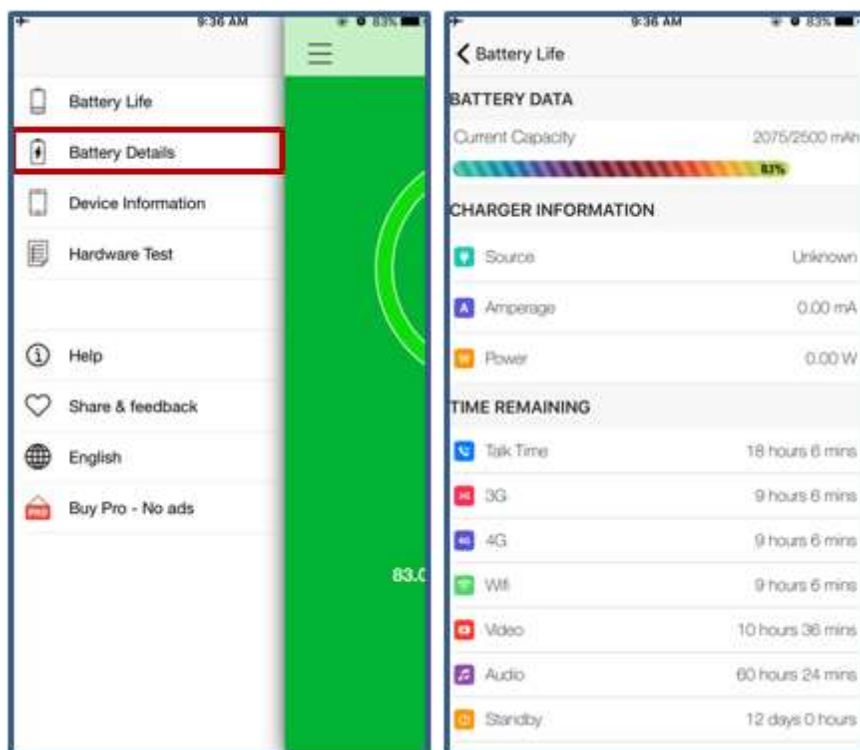 9:36 AM
83%
Battery Life
Battery Details
Device Information
Hardware Test
Help
Share & feedback
English
PRO
Buy Pro - No ads
83.0
9:36 AM
83%
Battery Life
BATTERY DATA
Current Capacity 2075/2500 mAh
83%
CHARGER INFORMATION
Source Unknown
A Amperage 0.00 mA
W Power 0.00 W
TIME REMAINING
Talk Time 18 hours 6 mins
3G 9 hours 6 mins
4G 4G 9 hours 6 mins
Wifi 9 hours 6 mins
Video 10 hours 36 mins
Audio 60 hours 24 mins
Standby 12 days 0 hours